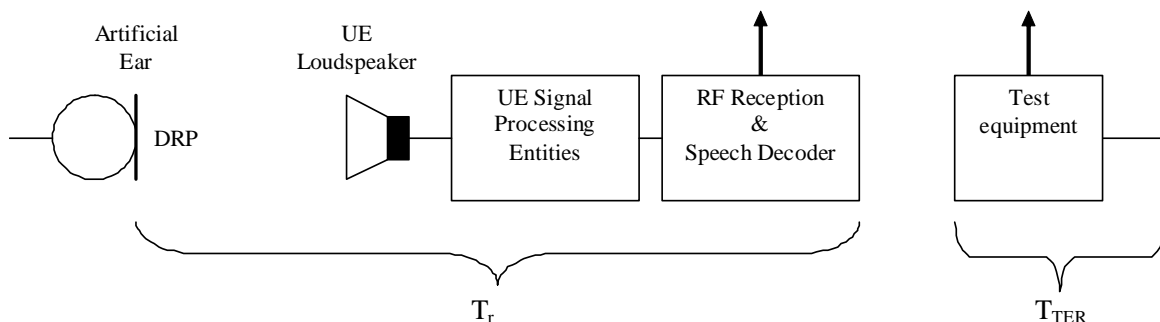 Artificial
Ear
DRP
UE
Loudspeaker
UE Signal
Processing
Entities
RF Reception
&
Speech Decoder
Test
equipment
Tr
TTER